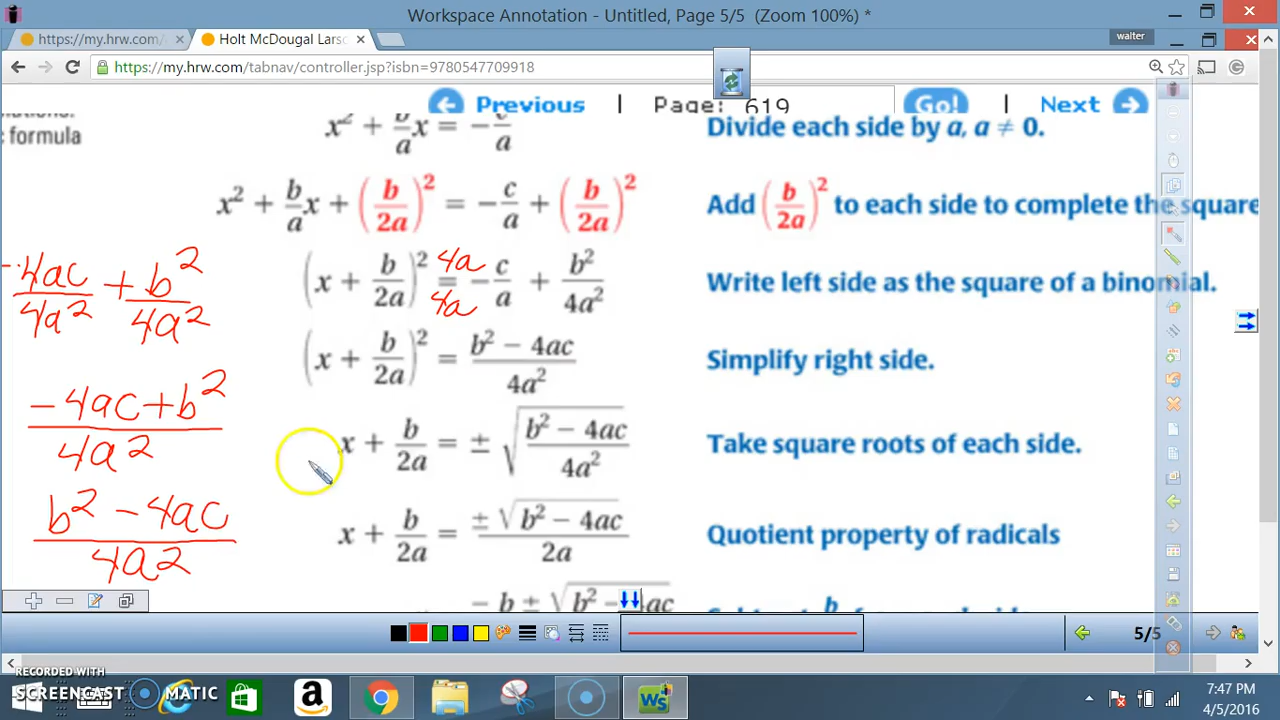 Workspace Annotation - Untitled, Page 5/5 (Zoom 100%) *
https://my.hrw.com/
Holt McDougal Lars
walter
https://my.hrw.com/tabnav/controller.jsp?isbn=9780547709918
Previous | Page: 619 Go! | Next
c formula
x² + b/a x = - c/a Divide each side by a, a ≠ 0.
x² + b/a x + (b/2a)² = - c/a + (b/2a)² Add (b/2a)² to each side to complete the square
(x + b/2a)² = - c/a + b²/4a² Write left side as the square of a binomial.
4a
4a
(x + b/2a)² = b² - 4ac/4a² Simplify right side.
x + b/2a = ± √b² - 4ac/4a² Take square roots of each side.
x + b/2a = ± √b² - 4ac/2a Quotient property of radicals
- b ± √b² - 4ac
-4ac/4a² + b²/4a²
-4ac+b²/4a²
b² -4ac/4a²
5/5
RECORDED WITH
SCREENCAST MATIC
7:47 PM
4/5/2016